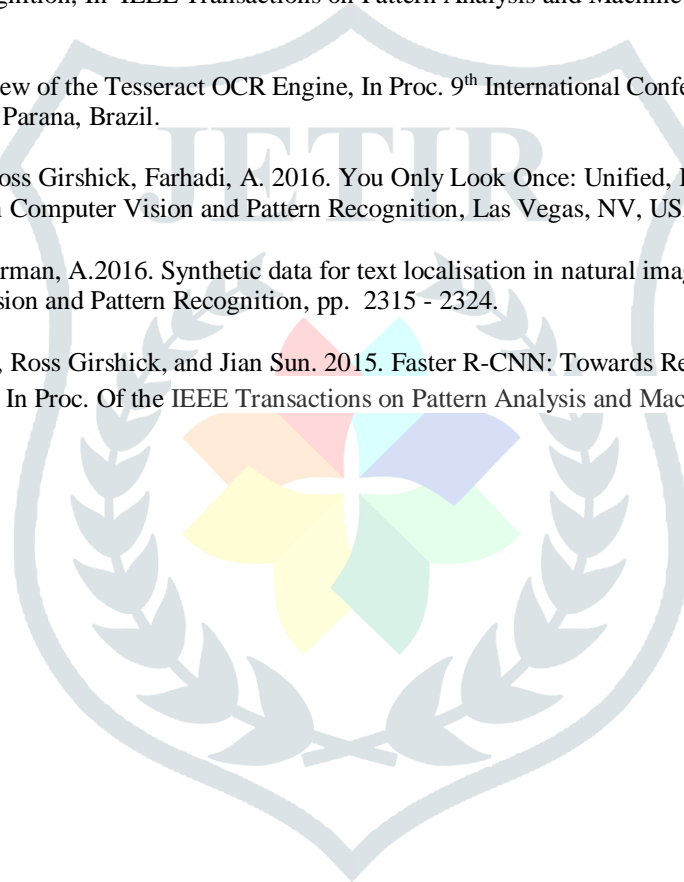 gnition, In IEEE Transactions on Pattern Analysis and Machine
ew of the Tesseract OCR Engine, In Proc. 9th International Confe
Parana, Brazil.
JETIR
oss Girshick, Farhadi, A. 2016. You Only Look Once: Unified,
n Computer Vision and Pattern Recognition, Las Vegas, NV, US
rman, A.2016. Synthetic data for text localisation in natural ima
sion and Pattern Recognition, pp. 2315 - 2324.
, Ross Girshick, and Jian Sun. 2015. Faster R-CNN: Towards Re
In Proc. Of the IEEE Transactions on Pattern Analysis and Mac